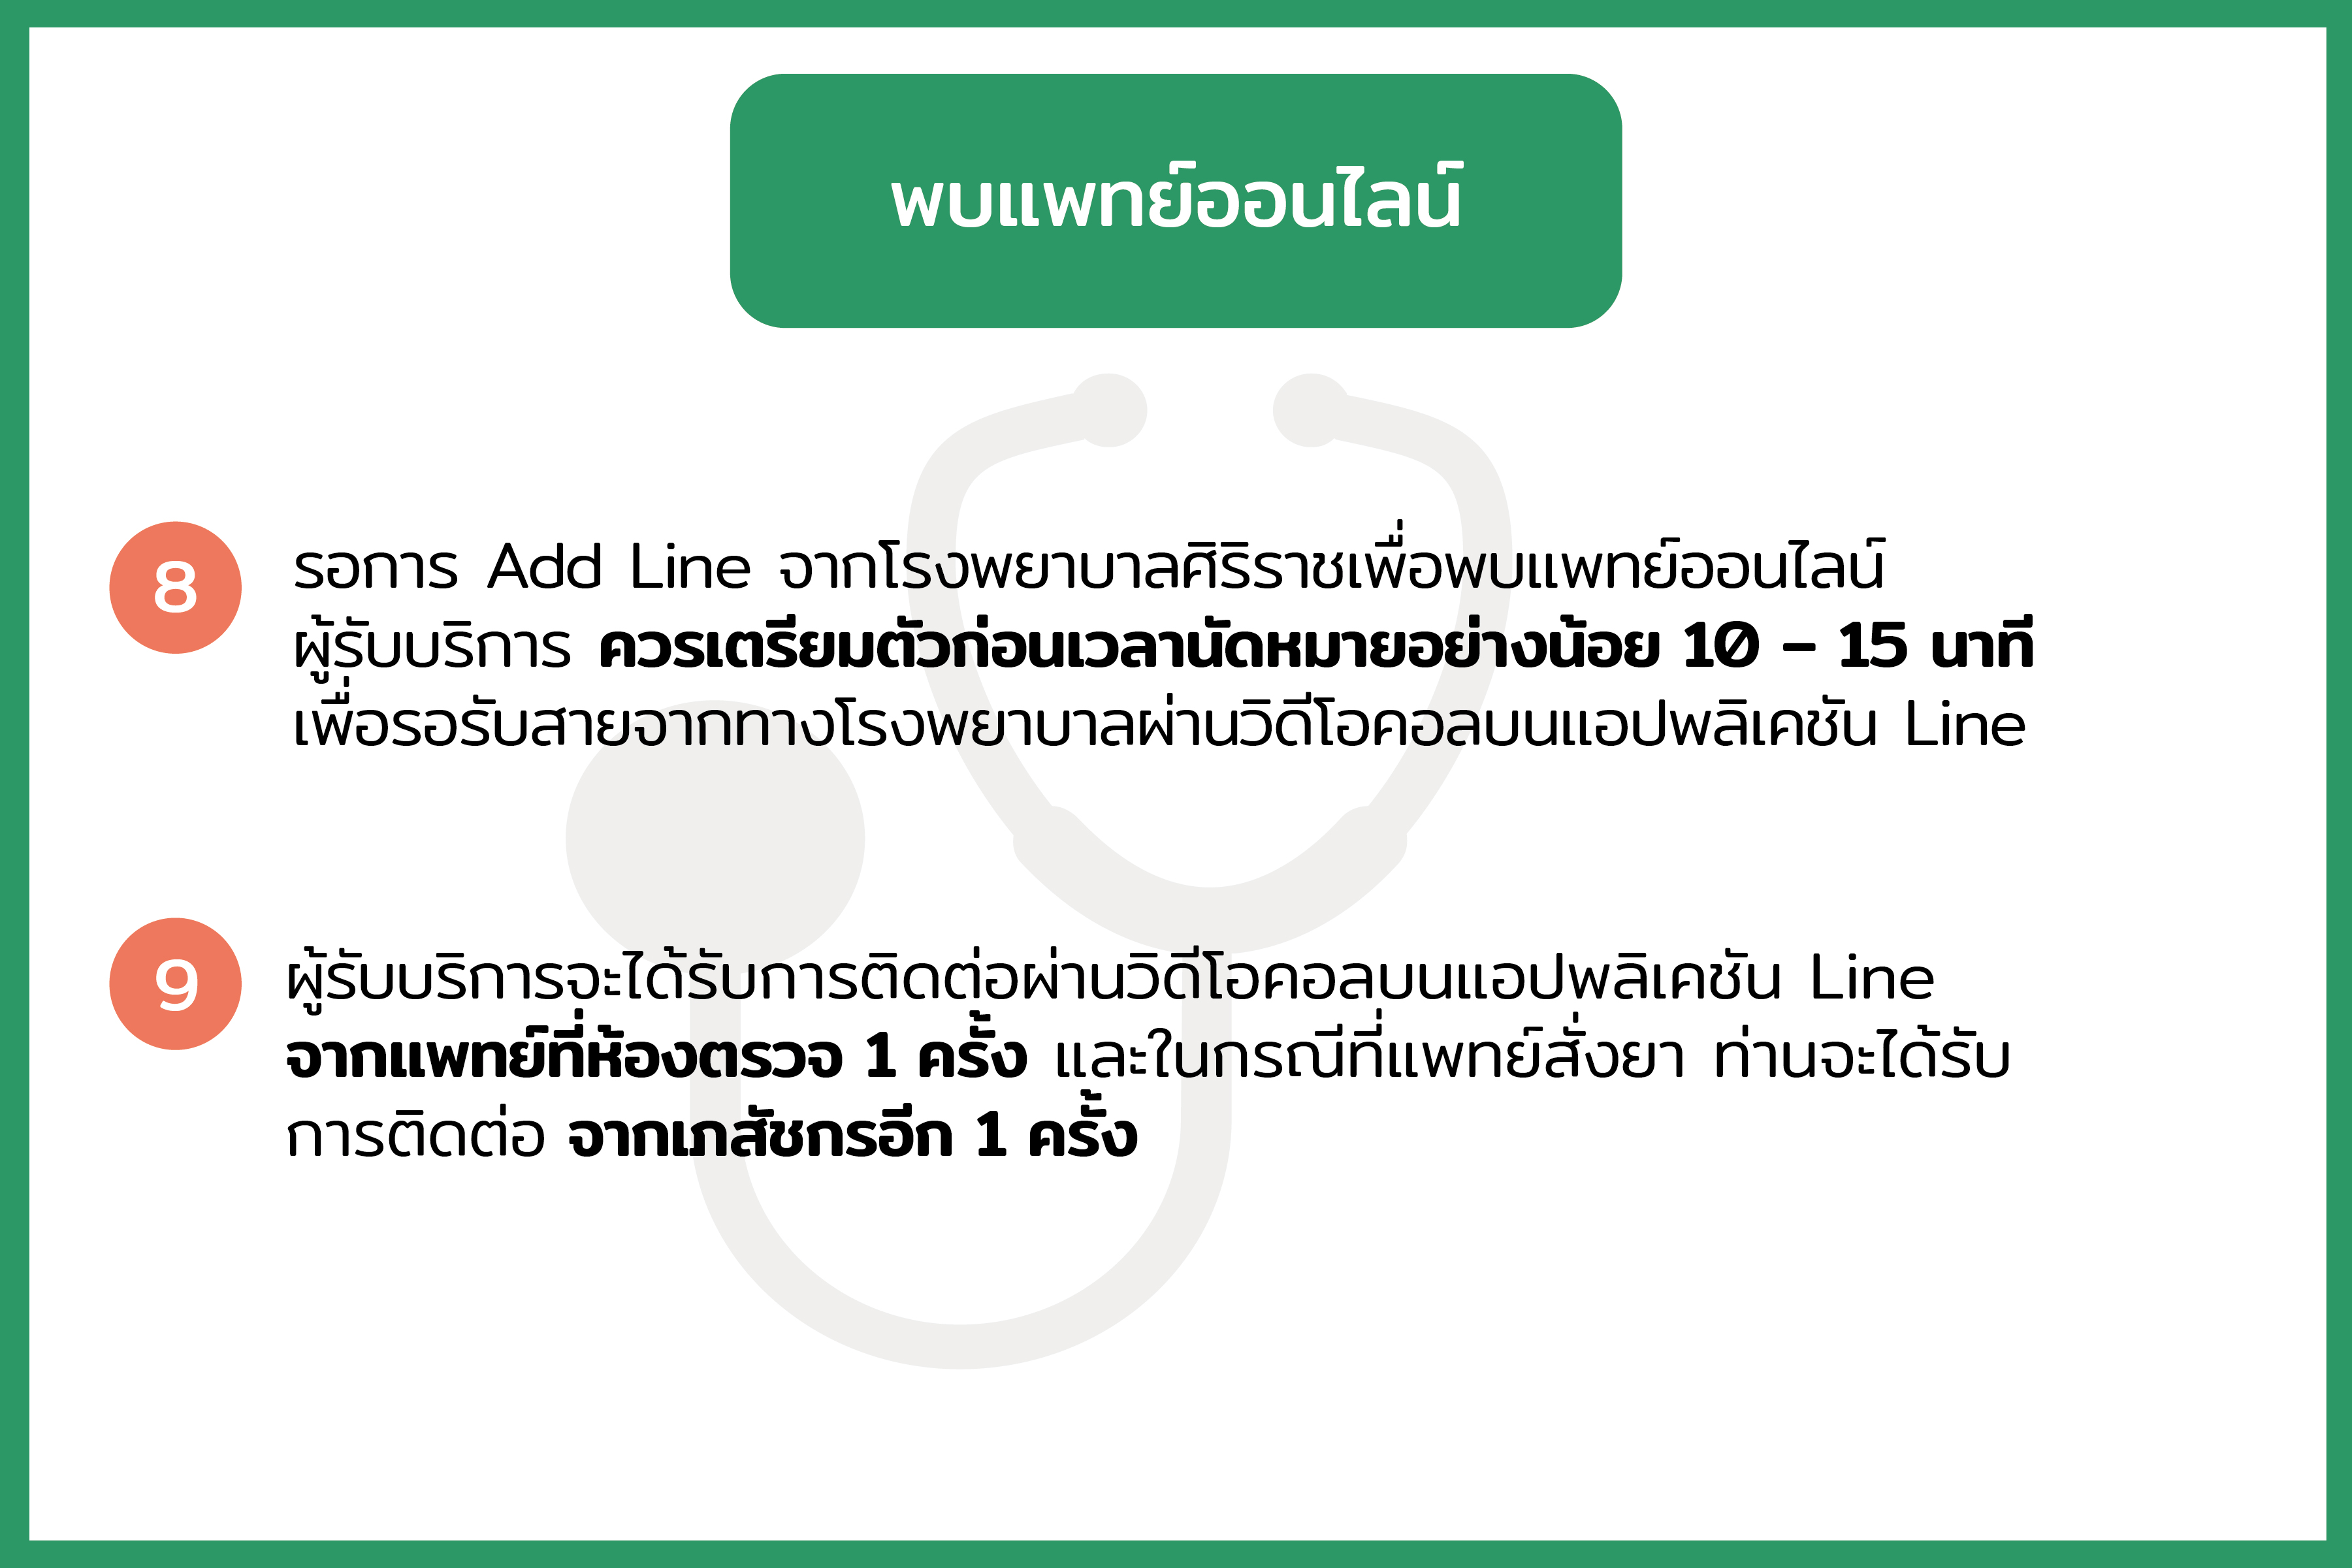 พบแพทย์ออนไลน์
8
รอการ Add Line จากโรงพยาบาลศิริราชเพื่อพบแพทย์ออนไลน์
ผู้รับบริการ ควรเตรียมตัวก่อนเวลานัดหมายอย่างน้อย 10 – 15 นาที
เพื่อรอรับสายจากทางโรงพยาบาลผ่านวิดีโอคอลบนแอปพลิเคชัน Line
9
ผู้รับบริการจะได้รับการติดต่อผ่านวิดีโอคอลบนแอปพลิเคชัน Line
จากแพทย์ที่ห้องตรวจ 1 ครั้ง และในกรณีที่แพทย์สั่งยา ท่านจะได้รับ
การติดต่อ จากเภสัชกรอีก 1 ครั้ง